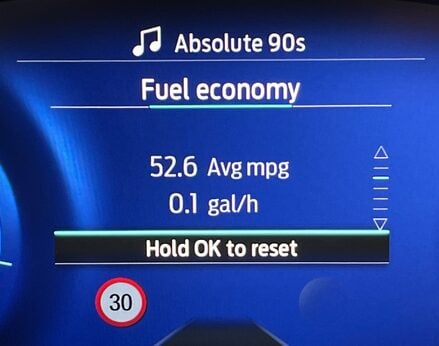 Absolute 90s
Fuel economy
52.6 Avg mpg
0.1 gal/h
Hold OK to reset
30